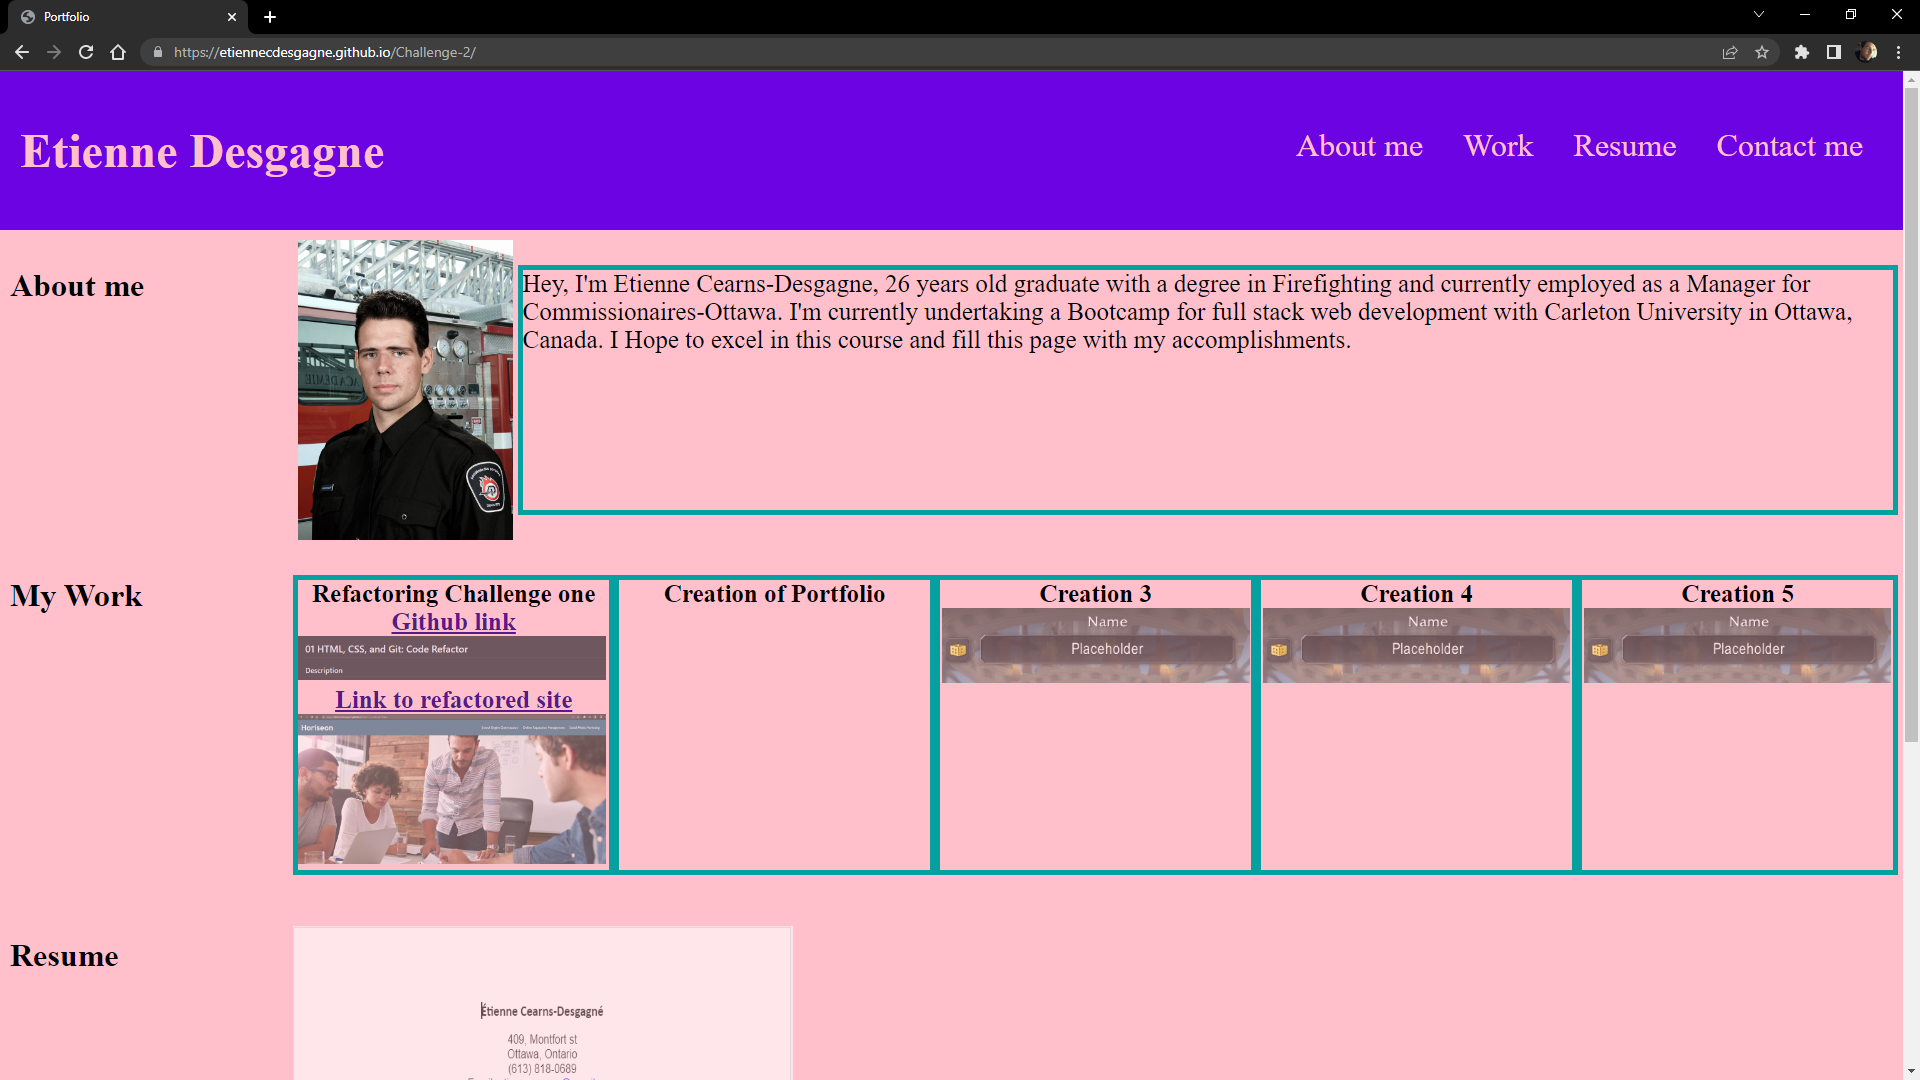 Portfolio
https://etiennecdesgagne.github.io/Challenge-2/
Etienne Desgagne
About me
Work
Resume
Contact me
About me
Hey, I'm Etienne Cearns-Desgagne, 26 years old graduate with a degree in Firefighting and currently employed as a Manager for
Commissionaires-Ottawa. I'm currently undertaking a Bootcamp for full stack web development with Carleton University in Ottawa,
Canada. I Hope to excel in this course and fill this page with my accomplishments.
My Work
Refactoring Challenge one
Github link
01 HTML, CSS, and Git: Code Refactor
Description
Link to refactored site
Horiseon
Creation of Portfolio
Creation 3
Name
Placeholder
Creation 4
Name
Placeholder
Creation 5
Name
Placeholder
Resume
Étienne Cearns-Desgagné
409, Montfort st
Ottawa, Ontario
(613) 818-0689